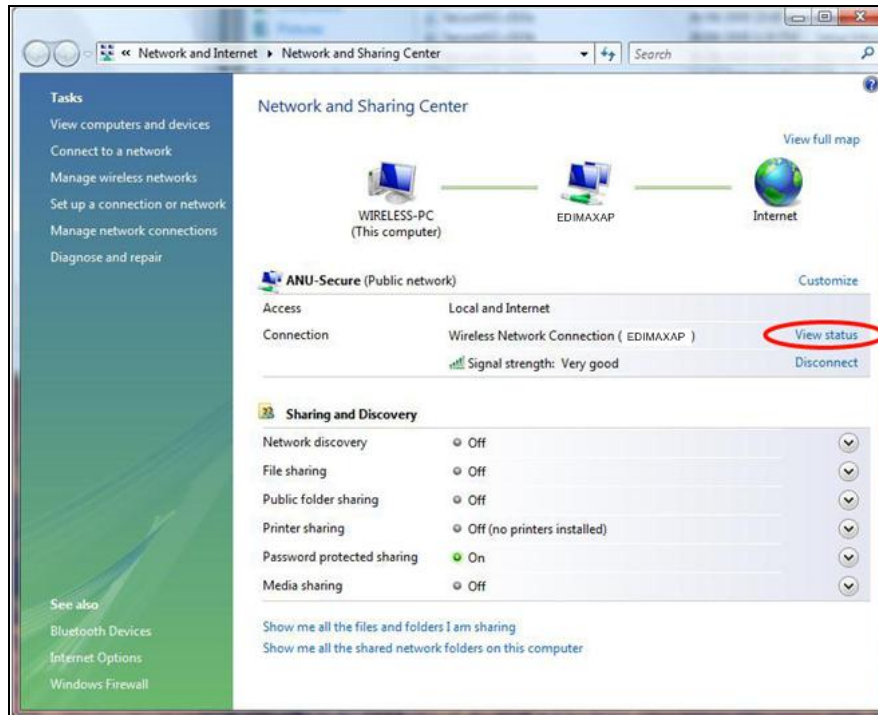 « Network and Internet ▸ Network and Sharing Center
Search
Tasks
View computers and devices
Connect to a network
Manage wireless networks
Set up a connection or network
Manage network connections
Diagnose and repair
See also
Bluetooth Devices
Internet Options
Windows Firewall
Network and Sharing Center
View full map
WIRELESS-PC
(This computer)
EDIMAXAP
Internet
ANU-Secure (Public network) Customize
Access Local and Internet
Connection Wireless Network Connection ( EDIMAXAP ) View status
Signal strength: Very good Disconnect
Sharing and Discovery
Network discovery Off
File sharing Off
Public folder sharing Off
Printer sharing Off (no printers installed)
Password protected sharing On
Media sharing Off
Show me all the files and folders I am sharing
Show me all the shared network folders on this computer